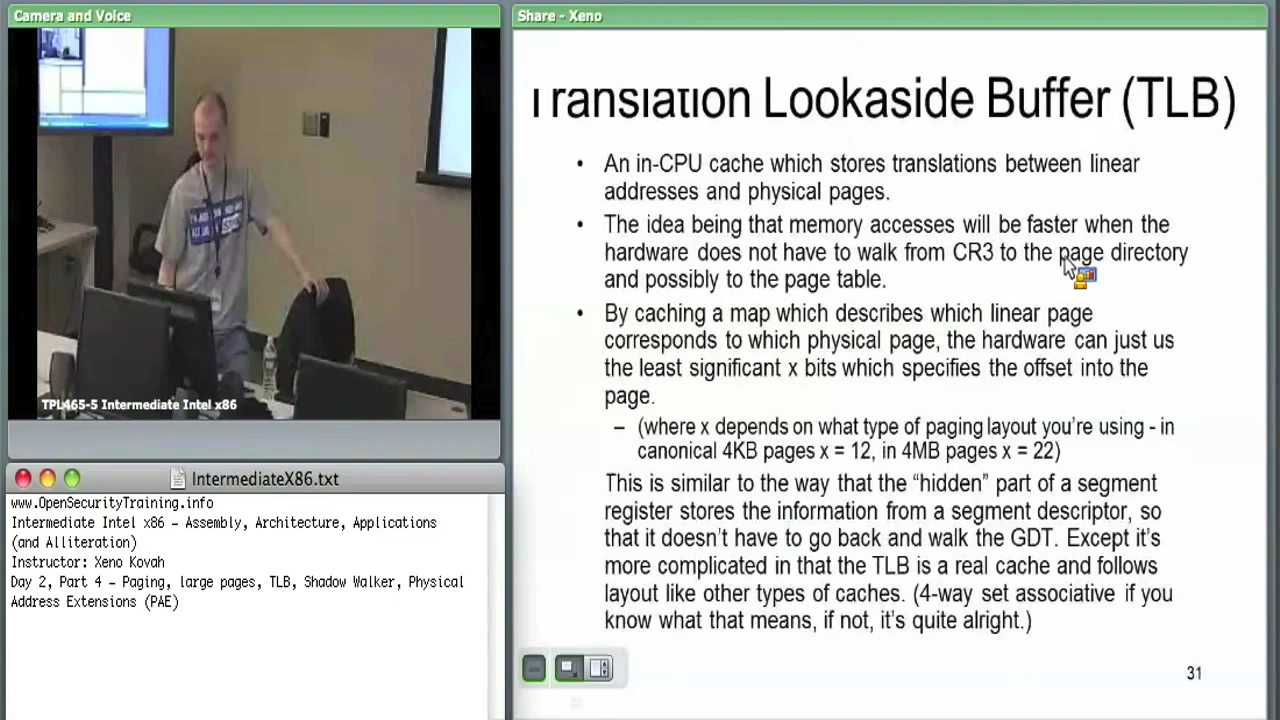 Camera and Voice
TPL465-5 Intermediate Intel x86
IntermediateX86.txt
www.OpenSecurityTraining.info
Intermediate Intel x86 – Assembly, Architecture, Applications
(and Alliteration)
Instructor: Xeno Kovah
Day 2, Part 4 – Paging, large pages, TLB, Shadow Walker, Physical
Address Extensions (PAE)
Share - Xeno
Translation Lookaside Buffer (TLB)
• An in-CPU cache which stores translations between linear
addresses and physical pages.
• The idea being that memory accesses will be faster when the
hardware does not have to walk from CR3 to the page directory
and possibly to the page table.
• By caching a map which describes which linear page
corresponds to which physical page, the hardware can just us
the least significant x bits which specifies the offset into the
page.
– (where x depends on what type of paging layout you're using - in
canonical 4KB pages x = 12, in 4MB pages x = 22)
This is similar to the way that the “hidden” part of a segment
register stores the information from a segment descriptor, so
that it doesn't have to go back and walk the GDT. Except it's
more complicated in that the TLB is a real cache and follows
layout like other types of caches. (4-way set associative if you
know what that means, if not, it's quite alright.)
31